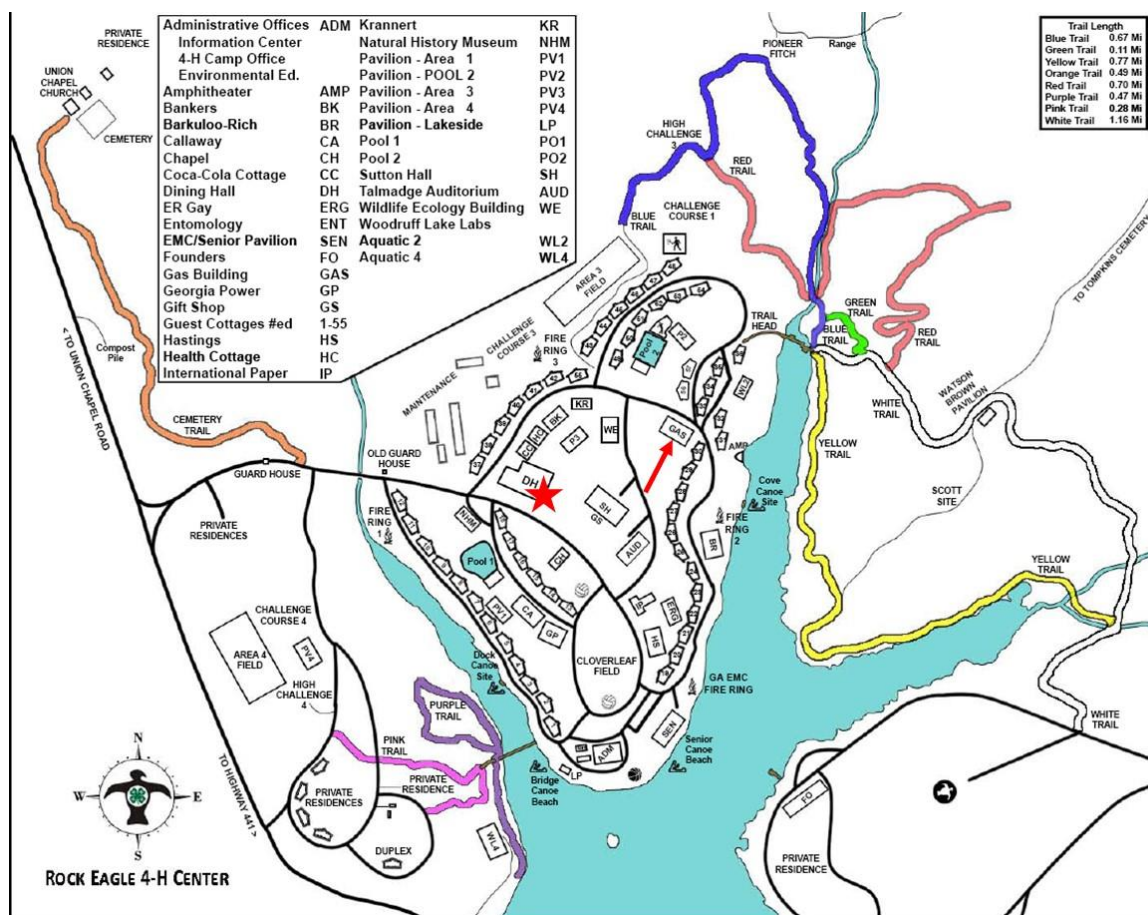 Administrative Offices ADM
Information Center
4-H Camp Office
Environmental Ed.
Amphitheater AMP
Bankers BK
Barkuloo-Rich BR
Callaway CA
Chapel CH
Coca-Cola Cottage CC
Dining Hall DH
ER Gay ERG
Entomology ENT
EMC/Senior Pavilion SEN
Founders FO
Gas Building GAS
Georgia Power GP
Gift Shop GS
Guest Cottages #ed 1-55
Hastings HS
Health Cottage HC
International Paper IP
Krannert KR
Natural History Museum NHM
Pavilion - Area 1 PV1
Pavilion - POOL 2 PV2
Pavilion - Area 3 PV3
Pavilion - Area 4 PV4
Pavilion - Lakeside LP
Pool 1 PO1
Pool 2 PO2
Sutton Hall SH
Talmadge Auditorium AUD
Wildlife Ecology Building WE
Woodruff Lake Labs
Aquatic 2 WL2
Aquatic 4 WL4
Trail Length
Blue Trail 0.67 Mi
Green Trail 0.11 Mi
Yellow Trail 0.77 Mi
Orange Trail 0.49 Mi
Red Trail 0.70 Mi
Purple Trail 0.47 Mi
Pink Trail 0.28 Mi
White Trail 1.16 Mi
PRIVATE
RESIDENCE
UNION
CHAPEL
CHURCH
CEMETERY
PIONEER
FITCH
Range
HIGH
CHALLENGE
3
RED
TRAIL
CHALLENGE
COURSE 1
BLUE
TRAIL
AREA 3
FIELD
TO TOMPKINS CEMETERY
< TO UNION CHAPEL ROAD
Compost
Pile
CHALLENGE
COURSE 3
FIRE
RING
3
MAINTENANCE
Pool
2
P2
TRAIL
HEAD
GREEN
TRAIL
BLUE
TRAIL
RED
TRAIL
WATSON
BROWN
PAVILION
WHITE
TRAIL
CEMETERY
TRAIL
GUARD HOUSE
OLD GUARD
HOUSE
KR
BK
HC
CC
P3
WE
GAS
WL2
AMP
DH
SH
GS
AUD
NHM
CH
Pool 1
PRIVATE
RESIDENCES
FIRE
RING
1
Cove
Canoe
Site
FIRE
RING
2
BR
YELLOW
TRAIL
SCOTT
SITE
YELLOW
TRAIL
CHALLENGE
COURSE 4
AREA 4
FIELD
PV4
HIGH
CHALLENGE
4
PV1
CA
GP
ERG
HS
CLOVERLEAF
FIELD
Dock
Canoe
Site
GA EMC
FIRE RING
PURPLE
TRAIL
PINK
TRAIL
PRIVATE
RESIDENCE
PRIVATE
RESIDENCES
SEN
ADM
LP
Bridge
Canoe
Beach
Senior
Canoe
Beach
WHITE
TRAIL
TO HIGHWAY 441 >
WL4
DUPLEX
FO
PRIVATE
RESIDENCE
N
W
E
S
ROCK EAGLE 4-H CENTER